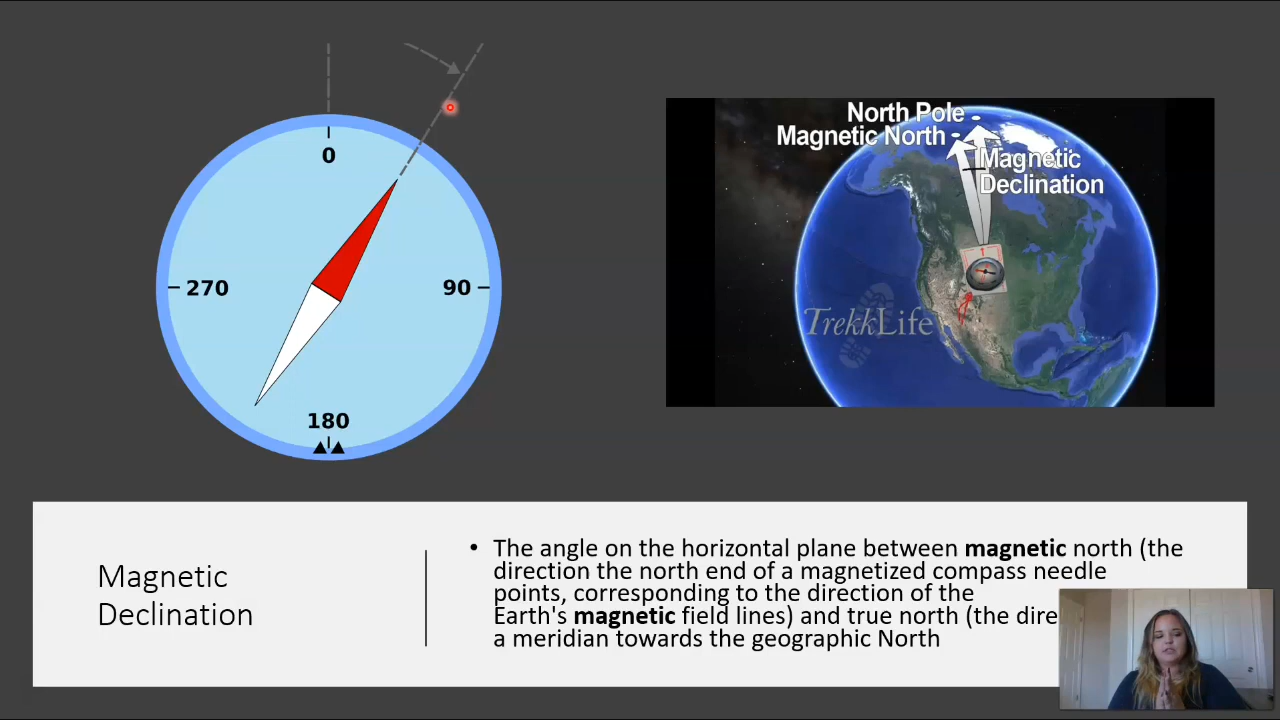 0
270
90
180
North Pole
Magnetic North
Magnetic
Declination
TrekkLife
Magnetic
Declination
• The angle on the horizontal plane between magnetic north (the
direction the north end of a magnetized compass needle
points, corresponding to the direction of the
Earth's magnetic field lines) and true north (the
a meridian towards the geographic North